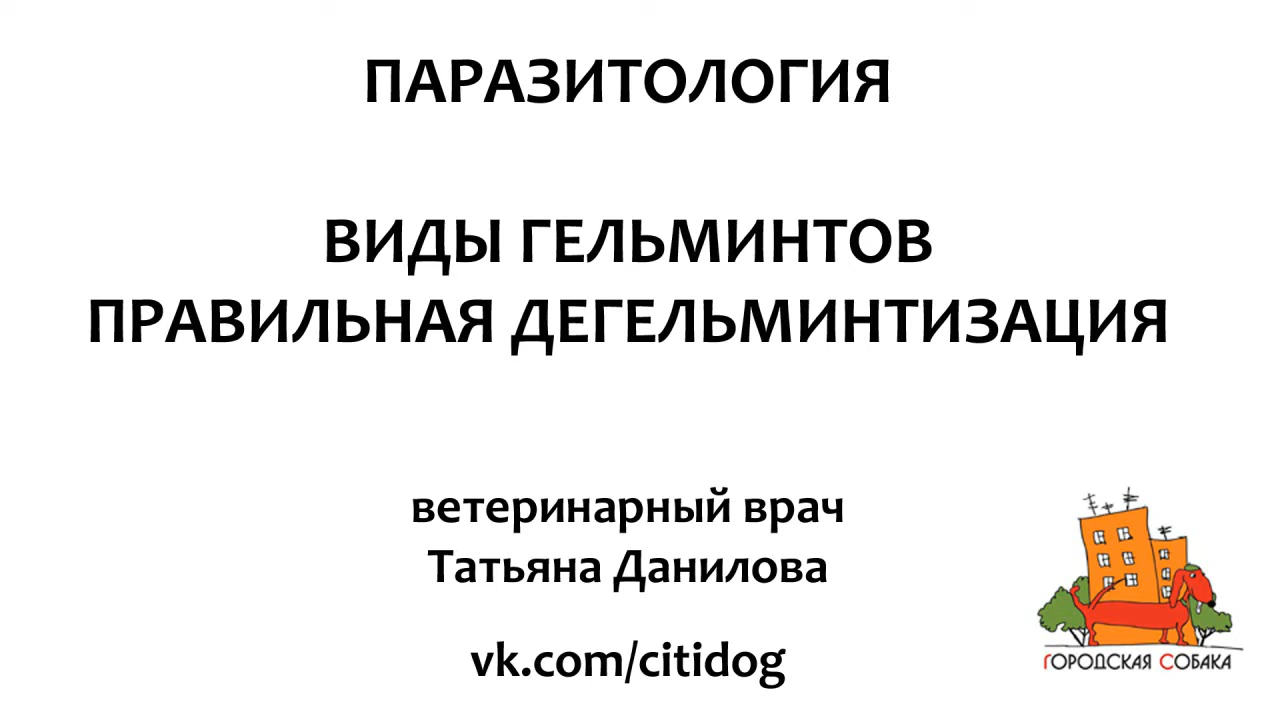 ПАРАЗИТОЛОГИЯ
ВИДЫ ГЕЛЬМИНТОВ
ПРАВИЛЬНАЯ ДЕГЕЛЬМИНТИЗАЦИЯ
ветеринарный врач
Татьяна Данилова
vk.com/citidog
ГОРОДСКАЯ СОБАКА